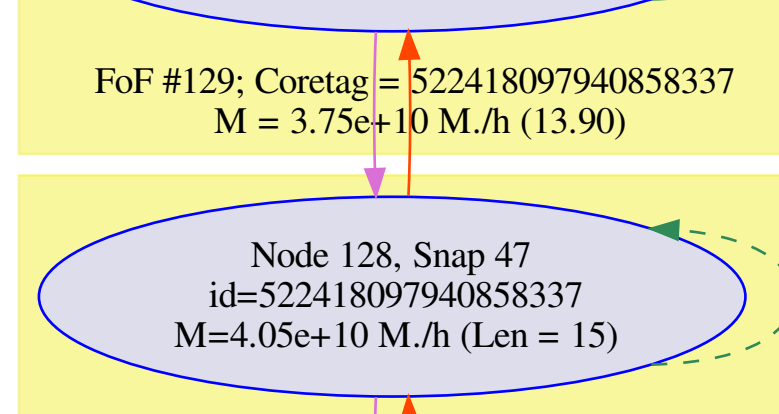 FoF #129; Coretag = 522418097940858337
M = 3.75e+10 M./h (13.90)
Node 128, Snap 47
id=522418097940858337
M=4.05e+10 M./h (Len = 15)